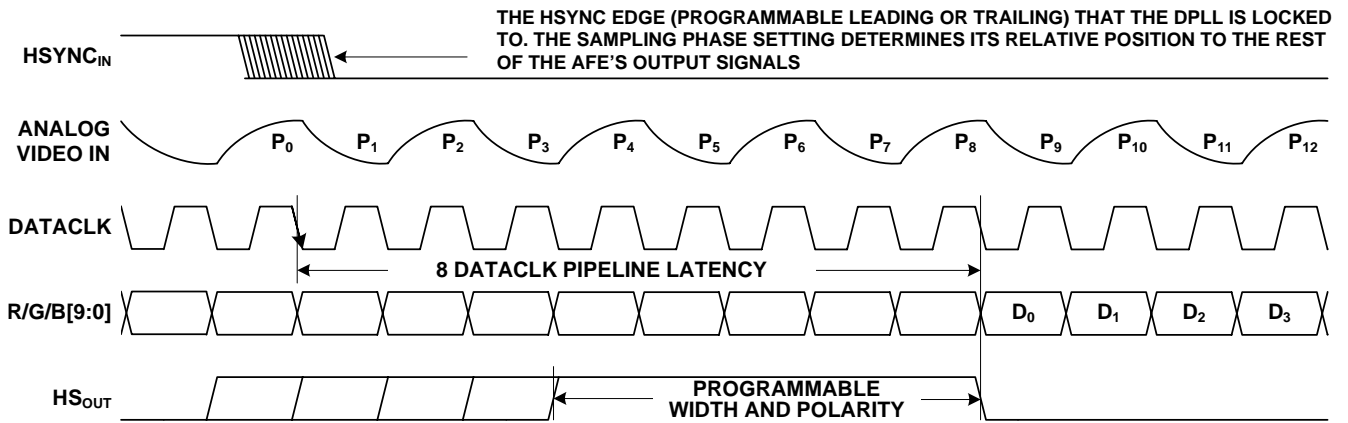 THE HSYNC EDGE (PROGRAMMABLE LEADING OR TRAILING) THAT THE DPLL IS LOCKED
TO. THE SAMPLING PHASE SETTING DETERMINES ITS RELATIVE POSITION TO THE REST
OF THE AFE'S OUTPUT SIGNALS
HSYNCIN
ANALOG
VIDEO IN
P0 P1 P2 P3 P4 P5 P6 P7 P8 P9 P10 P11 P12
DATACLK
8 DATACLK PIPELINE LATENCY
R/G/B[9:0]
D0 D1 D2 D3
HSOUT
PROGRAMMABLE
WIDTH AND POLARITY